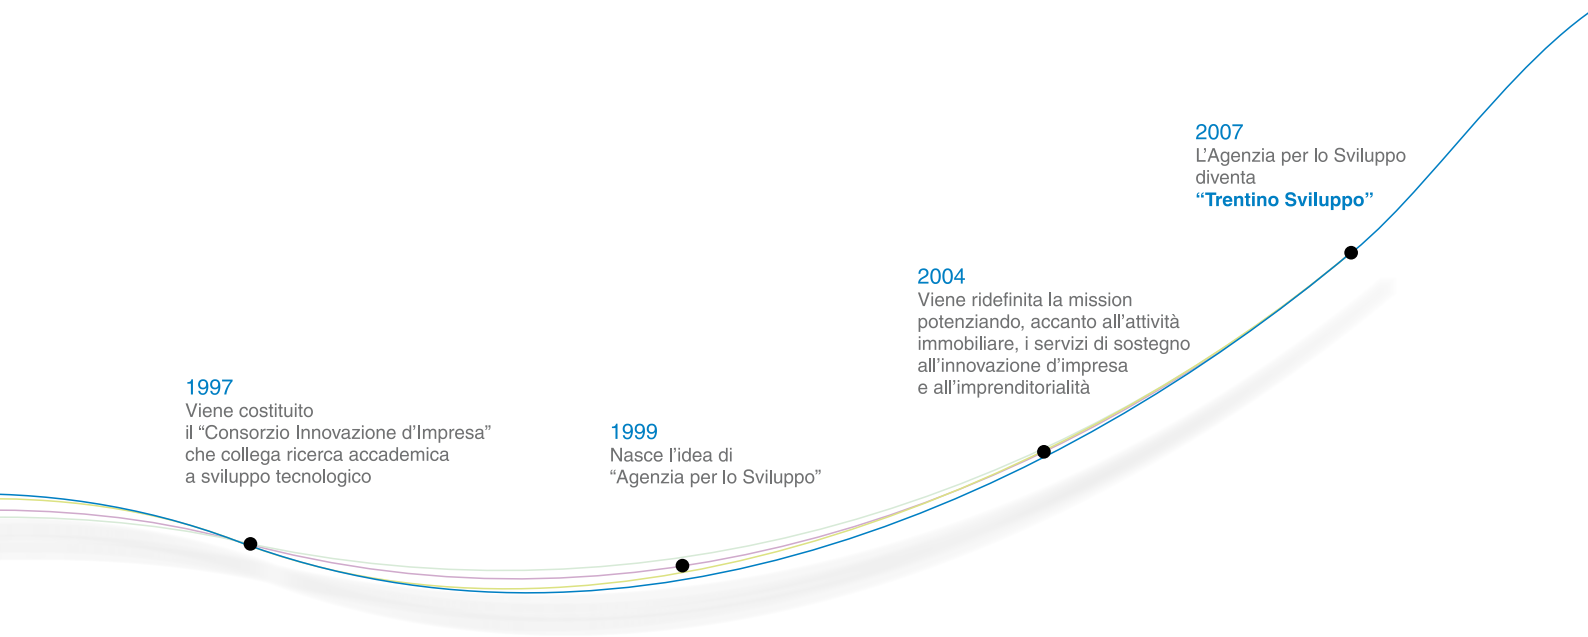 1997
Viene costituito
il “Consorzio Innovazione d’Impresa”
che collega ricerca accademica
a sviluppo tecnologico
1999
Nasce l’idea di
“Agenzia per lo Sviluppo”
2004
Viene ridefinita la mission
potenziando, accanto all’attività
immobiliare, i servizi di sostegno
all’innovazione d’impresa
e all’imprenditorialità
2007
L’Agenzia per lo Sviluppo
diventa
“Trentino Sviluppo”